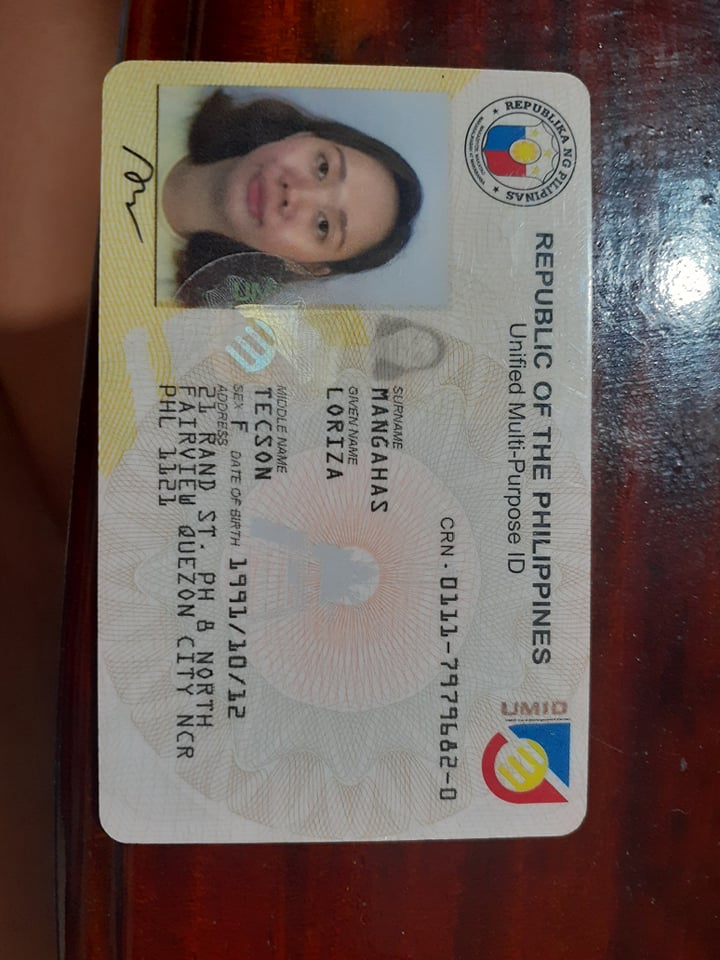 REPUBLIKA NG PILIPINAS
REPUBLIC OF THE PHILIPPINES
Unified Multi-Purpose ID
UMID
CRN - 0111-7979682-0
SURNAME
MANGAHAS
GIVEN NAME
LORIZA
MIDDLE NAME
TECSON
SEX F DATE OF BIRTH 1991/10/12
ADDRESS
21 RAND ST. PH 8 NORTH
FAIRVIEW QUEZON CITY NCR
PHL 1121